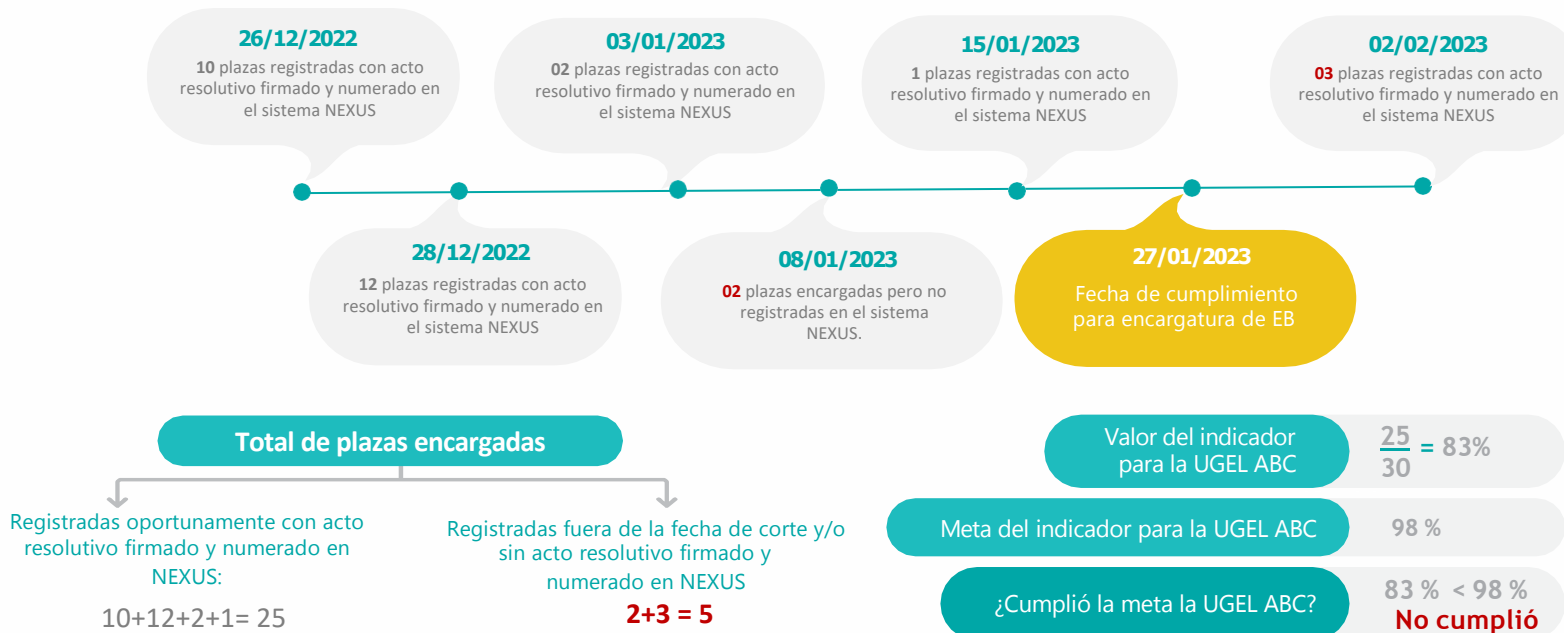 26/12/2022
10 plazas registradas con acto
resolutivo firmado y numerado en
el sistema NEXUS
03/01/2023
02 plazas registradas con acto
resolutivo firmado y numerado en
el sistema NEXUS
15/01/2023
1 plazas registradas con acto
resolutivo firmado y numerado en
el sistema NEXUS
02/02/2023
03 plazas registradas con acto
resolutivo firmado y numerado en
el sistema NEXUS
28/12/2022
12 plazas registradas con acto
resolutivo firmado y numerado en
el sistema NEXUS
08/01/2023
02 plazas encargadas pero no
registradas en el sistema
NEXUS.
27/01/2023
Fecha de cumplimiento
para encargatura de EB
Total de plazas encargadas
Registradas oportunamente con acto
resolutivo firmado y numerado en
NEXUS:
10+12+2+1= 25
Registradas fuera de la fecha de corte y/o
sin acto resolutivo firmado y
numerado en NEXUS
2+3 = 5
Valor del indicador
para la UGEL ABC
25
30
= 83%
Meta del indicador para la UGEL ABC
98 %
¿Cumplió la meta la UGEL ABC?
83 % < 98 %
No cumplió